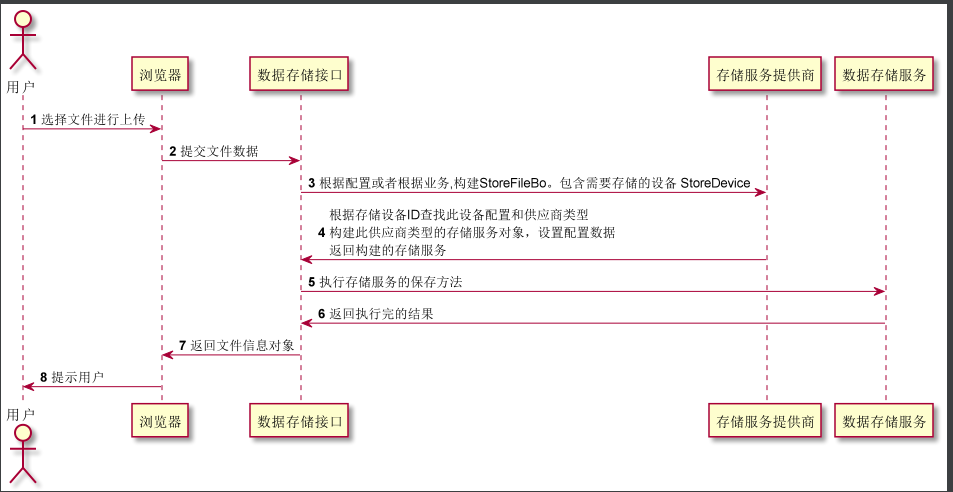 用户
浏览器
数据存储接口
存储服务提供商
数据存储服务
1 选择文件进行上传
2 提交文件数据
3 根据配置或者根据业务,构建StoreFileBo。包含需要存储的设备 StoreDevice
根据存储设备ID查找此设备配置和供应商类型
4 构建此供应商类型的存储服务对象，设置配置数据
返回构建的存储服务
5 执行存储服务的保存方法
6 返回执行完的结果
7 返回文件信息对象
8 提示用户
用户
浏览器
数据存储接口
存储服务提供商
数据存储服务